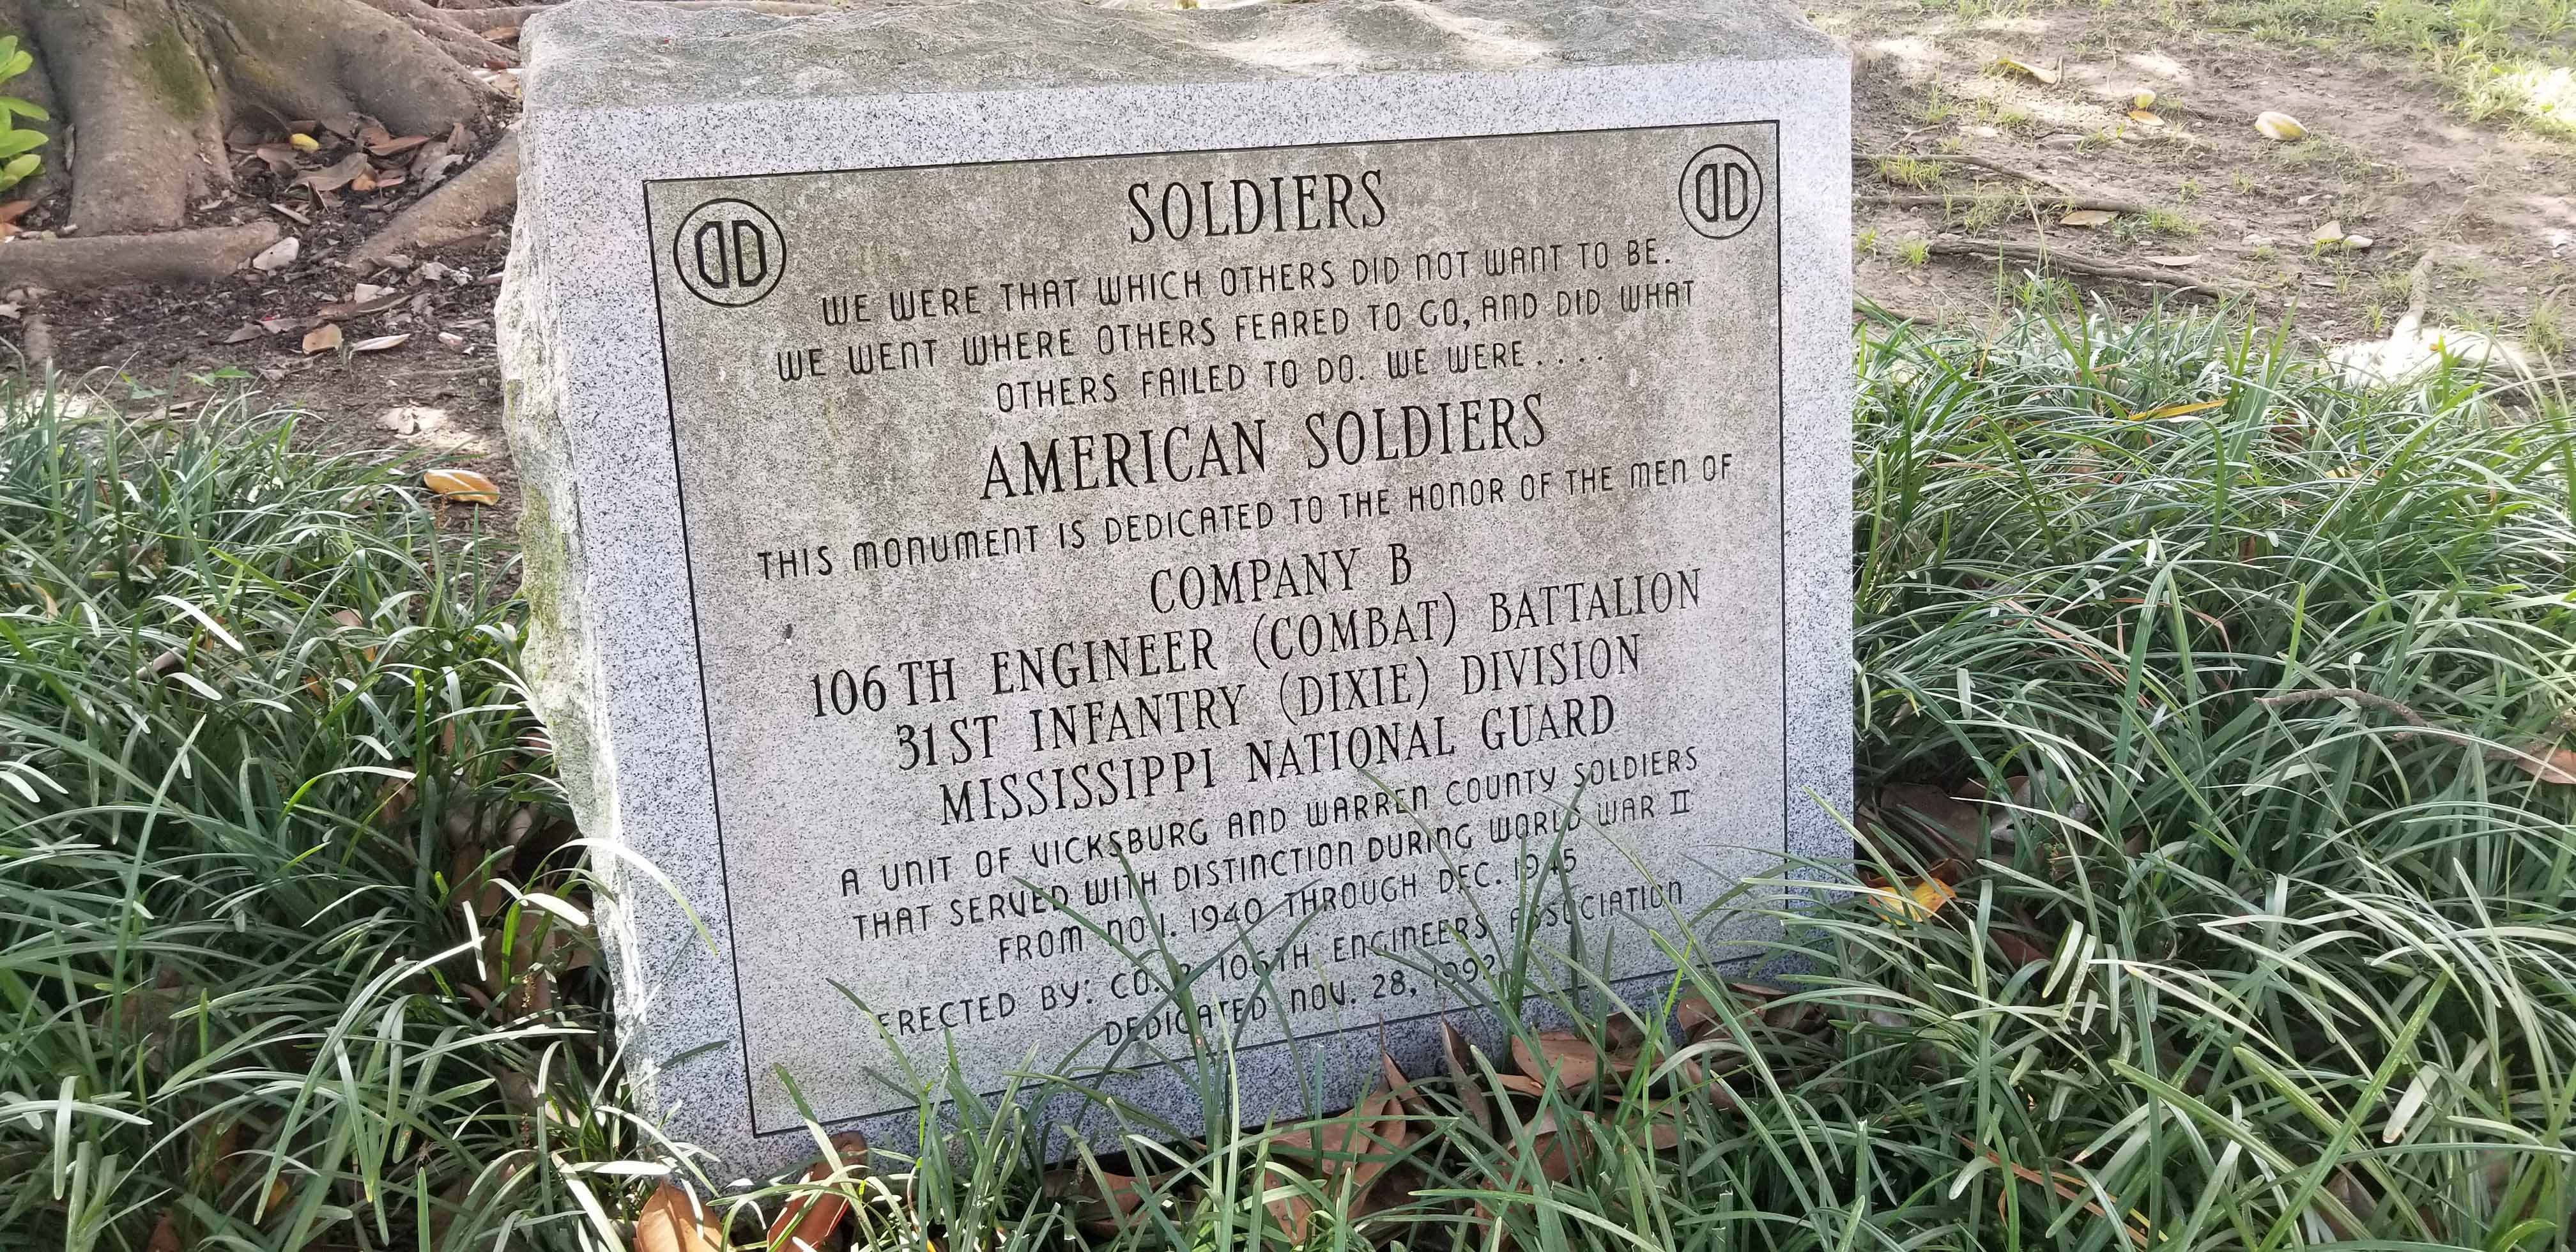 DD DD
SOLDIERS
WE WERE THAT WHICH OTHERS DID NOT WANT TO BE.
WE WENT WHERE OTHERS FEARED TO GO, AND DID WHAT
OTHERS FAILED TO DO. WE WERE....
AMERICAN SOLDIERS
THIS MONUMENT IS DEDICATED TO THE HONOR OF THE MEN OF
COMPANY B
106TH ENGINEER (COMBAT) BATTALION
31ST INFANTRY (DIXIE) DIVISION
MISSISSIPPI NATIONAL GUARD
A UNIT OF VICKSBURG AND WARREN COUNTY SOLDIERS
THAT SERVED WITH DISTINCTION DURING WORLD WAR II
FROM 1940 THROUGH DEC. 1945
ERECTED BY: CO. 106TH ENGINEERS ASSOCIATION
DEDICATED NOV. 28,